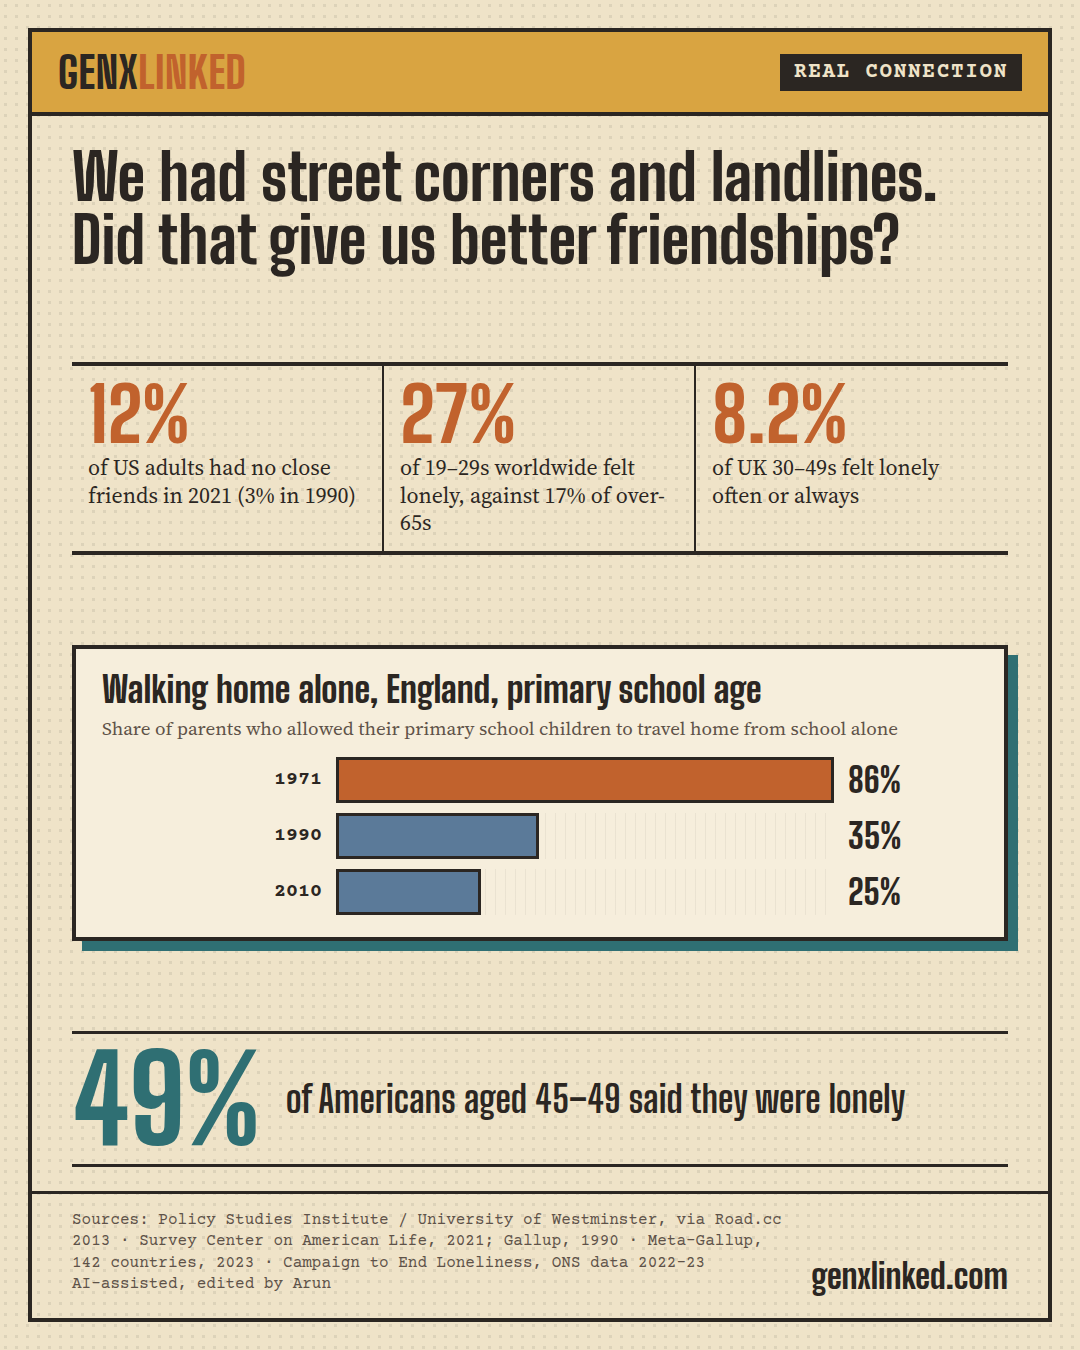 GENXLINKED
REAL CONNECTION
We had street corners and landlines.
Did that give us better friendships?
12%
of US adults had no close
friends in 2021 (3% in 1990)
27%
of 19–29s worldwide felt
lonely, against 17% of over-
65s
8.2%
of UK 30–49s felt lonely
often or always
Walking home alone, England, primary school age
Share of parents who allowed their primary school children to travel home from school alone
1971 86%
1990 35%
2010 25%
49% of Americans aged 45–49 said they were lonely
Sources: Policy Studies Institute / University of Westminster, via Road.cc
2013 · Survey Center on American Life, 2021; Gallup, 1990 · Meta-Gallup,
142 countries, 2023 · Campaign to End Loneliness, ONS data 2022–23
AI-assisted, edited by Arun
genxlinked.com